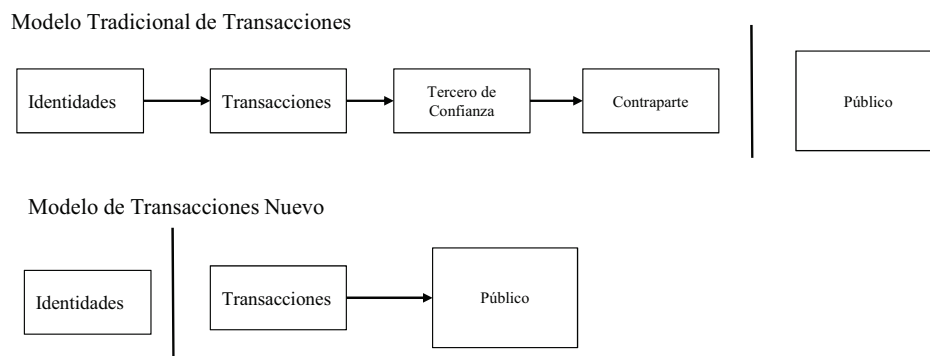 Modelo Tradicional de Transacciones
Identidades
Transacciones
Tercero de
Confianza
Contraparte
Público
Modelo de Transacciones Nuevo
Identidades
Transacciones
Público